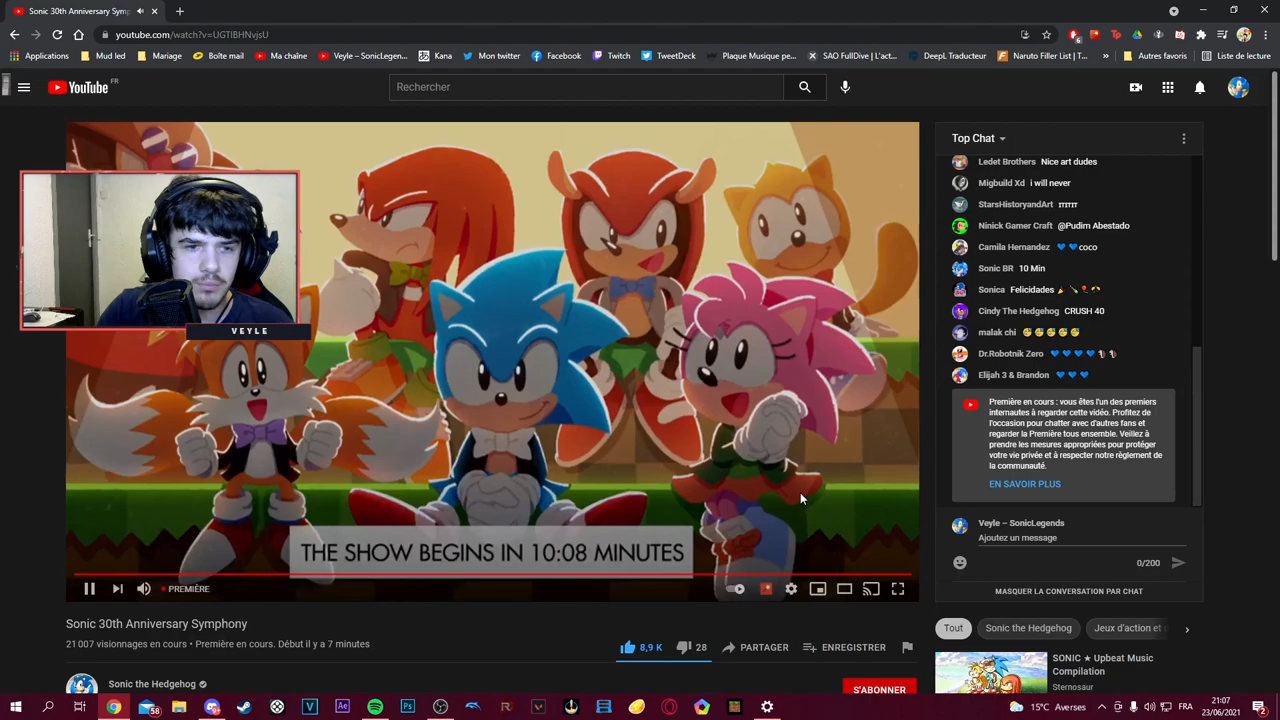 Sonic 30th Anniversary Symp
youtube.com/watch?v=UGTIBHNvjsU
Applications
Mud led
Mariage
Boîte mail
Ma chaîne
Veyle – SonicLegen...
Kana
Mon twitter
Facebook
Twitch
TweetDeck
Plaque Musique po...
SAO FullDive | L'act...
DeepL Traducteur
Naruto Filler List | T...
»
Autres favoris
Liste de lecture
YouTube FR
Rechercher
Top Chat
Ledet Brothers Nice art dudes
Migbuild Xd i will never
StarsHistoryandArt
Ninick Gamer Craft @Pudim Abestado
Camila Hernandez 💙 💙coco
Sonic BR 10 Min
Sonica Felicidades
Cindy The Hedgehog CRUSH 40
malak chi
Dr.Robotnik Zero 💙 💙 💙 💙
Elijah 3 & Brandon 💙 💙 💙
Première en cours : vous êtes l'un des premiers
internautes à regarder cette vidéo. Profitez de
l'occasion pour chatter avec d'autres fans et
regarder la Première tous ensemble. Veillez à
prendre les mesures appropriées pour protéger
votre vie privée et à respecter notre règlement de
la communauté.
EN SAVOIR PLUS
Veyle – SonicLegends
Ajoutez un message
0/200
MASQUER LA CONVERSATION PAR CHAT
VEYLE
THE SHOW BEGINS IN 10:08 MINUTES
PREMIÈRE
Sonic 30th Anniversary Symphony
21 007 visionnages en cours • Première en cours. Début il y a 7 minutes
8,9 K
28
PARTAGER
ENREGISTRER
Sonic the Hedgehog
S'ABONNER
Tout
Sonic the Hedgehog
Jeux d'action et
SONIC ★ Upbeat Music
Compilation
Sternosaur
58
15°C Averses
FRA
21:07
23/06/2021
2